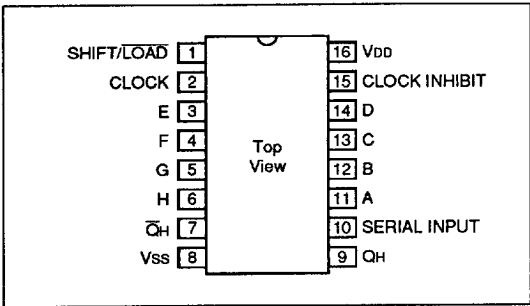 SHIFT/LOAD 1
CLOCK 2
E 3
F 4
G 5
H 6
Q̅H 7
Vss 8
Top
View
16 VDD
15 CLOCK INHIBIT
14 D
13 C
12 B
11 A
10 SERIAL INPUT
9 QH